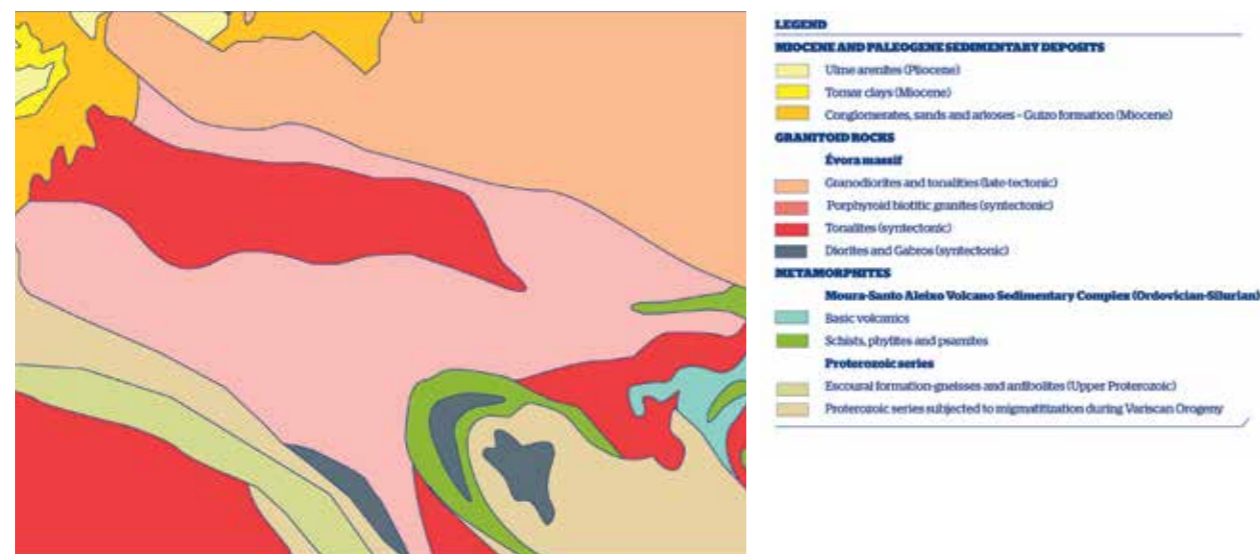 LEGEND
MIOCENE AND PALEOGENE SEDIMENTARY DEPOSITS
Ulme arenites (Pliocene)
Tomar clays (Miocene)
Conglomerates, sands and arkoses - Guizo formation (Miocene)
GRANITOID ROCKS
Évora massif
Granodiorites and tonalities (late-tectonic)
Porphyroid biotitic granites (syntectonic)
Tonalites (syntectonic)
Diorites and Gabros (syntectonic)
METAMORPHITES
Moura-Santo Aleixo Volcano Sedimentary Complex (Ordovician-Silurian)
Basic volcanics
Schists, phylites and psamites
Proterozoic series
Escoural formation-gneisses and anfibolites (Upper Proterozoic)
Proterozoic series subjected to migmatitization during Variscan Orogeny